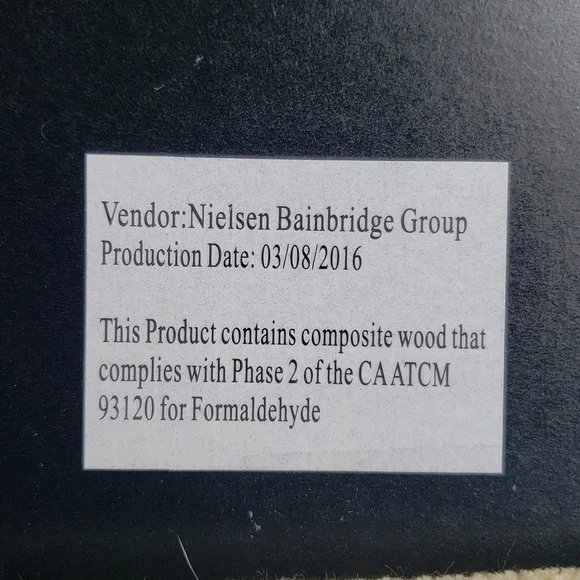 Vendor:Nielsen Bainbridge Group
Production Date: 03/08/2016
This Product contains composite wood that
complies with Phase 2 of the CA ATCM
93120 for Formaldehyde